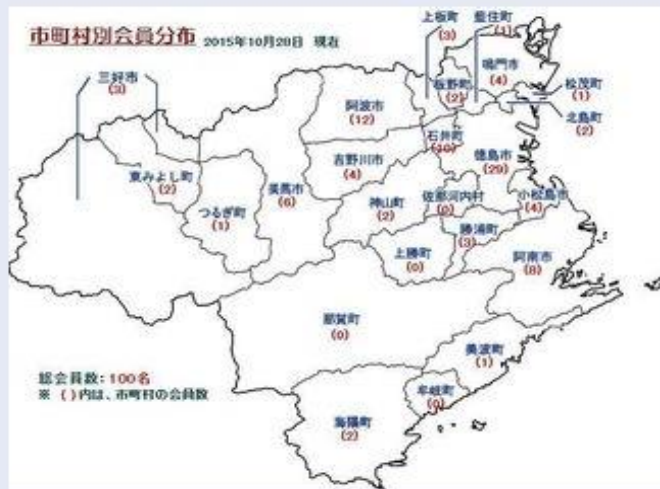 市町村別会員分布 2015年10月28日 現在
上板町
(3)
藍住町
(1)
三好市
(3)
鳴門市
(4)
板野町
(2)
松茂町
(1)
北島町
(2)
阿波市
(12)
石井町
(10)
吉野川市
(4)
徳島市
(29)
東みよし町
(2)
美馬市
(6)
つるぎ町
(1)
神山町
(2)
佐那河内村
(0)
小松島市
(4)
勝浦町
(3)
上勝町
(0)
阿南市
(8)
那賀町
(0)
美波町
(1)
牟岐町
(0)
海陽町
(2)
総会員数:100名
※ ( )内は、市町村の会員数